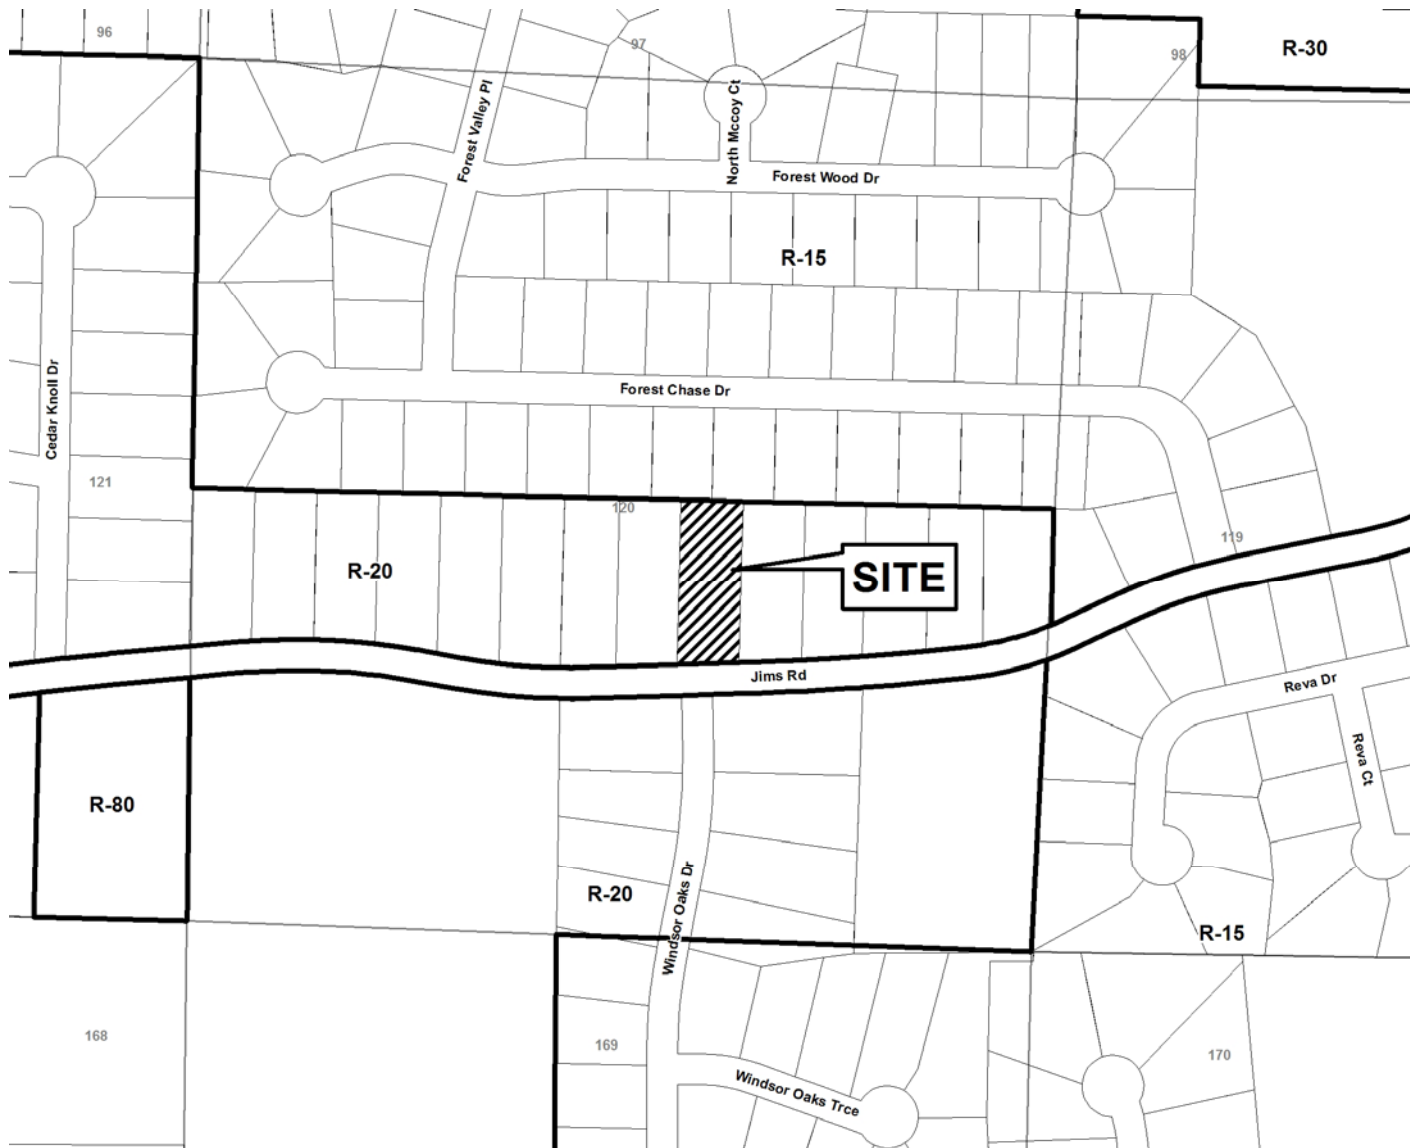 96
97
98
R-30
Forest Valley Pl
North Mccoy Ct
Forest Wood Dr
R-15
Cedar Knoll Dr
Forest Chase Dr
121
120
119
R-20
SITE
Jims Rd
Reva Dr
Reva Ct
R-80
R-20
Windsor Oaks Dr
R-15
168
169
170
Windsor Oaks Trce